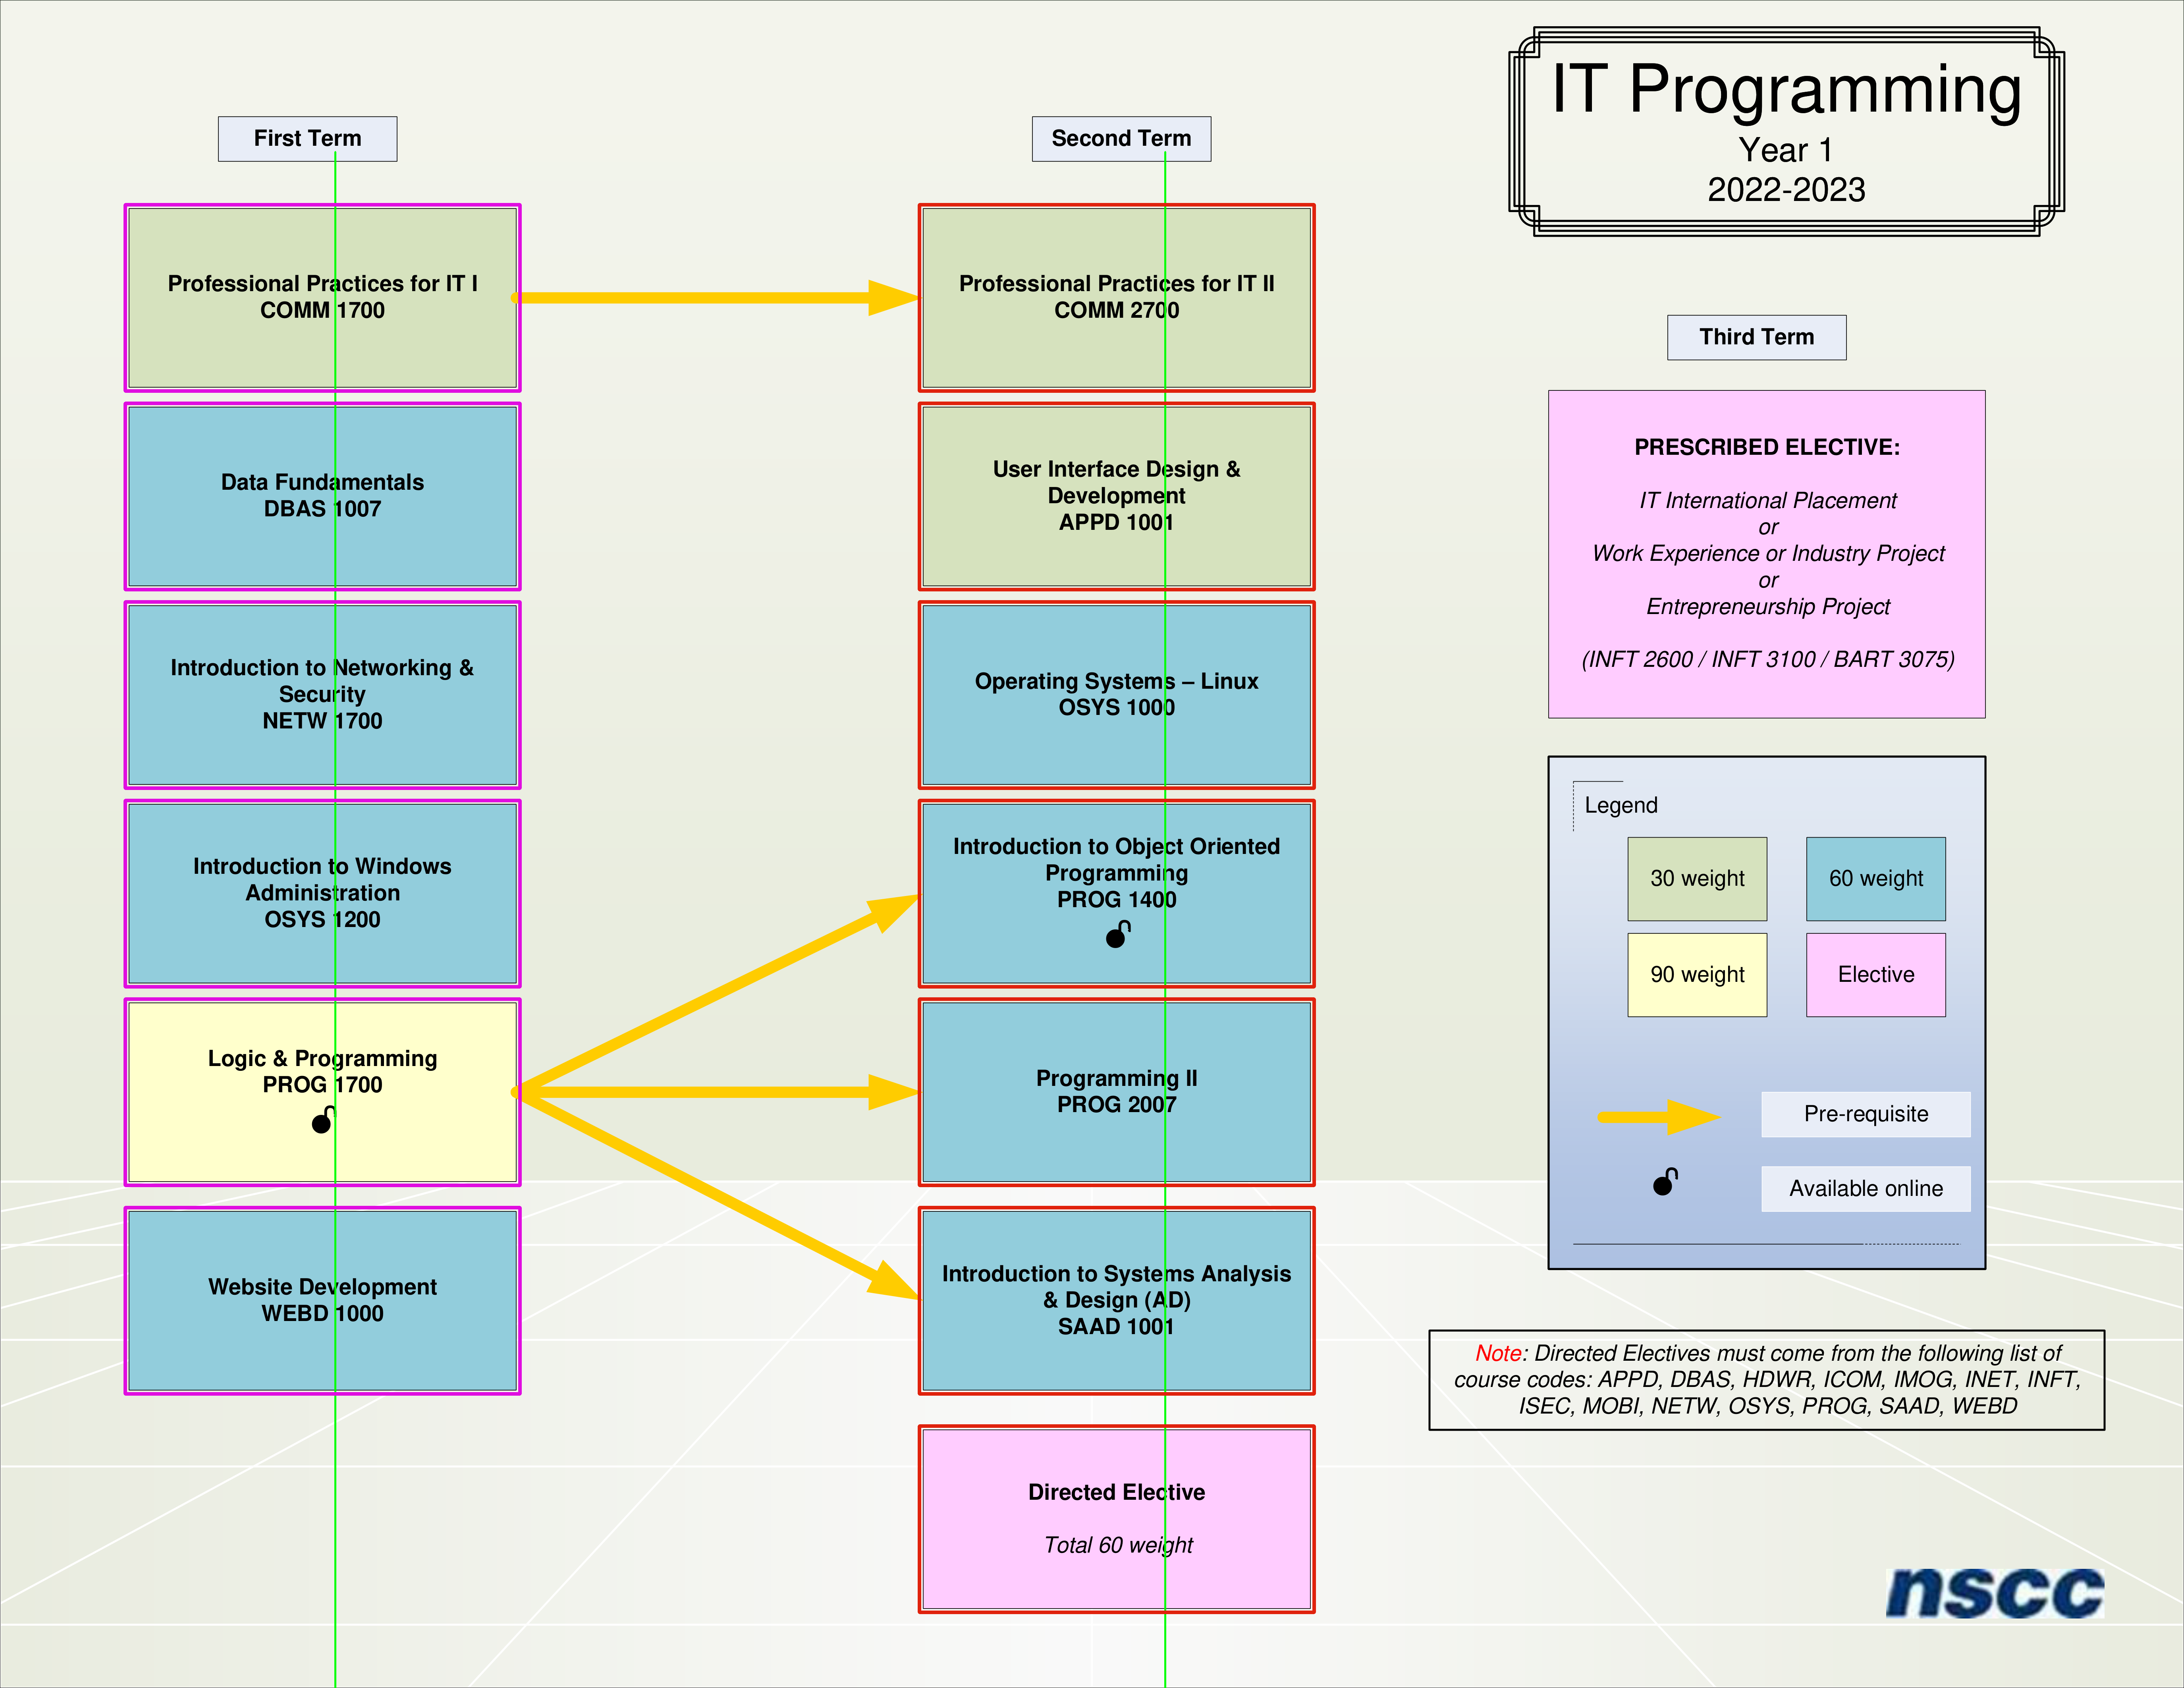 IT Programming
Year 1
2022-2023
First Term
Professional Practices for IT I
COMM 1700
Data Fundamentals
DBAS 1007
Introduction to Networking &
Security
NETW 1700
Introduction to Windows
Administration
OSYS 1200
Logic & Programming
PROG 1700
Website Development
WEBD 1000
Second Term
Professional Practices for IT II
COMM 2700
User Interface Design &
Development
APPD 1001
Operating Systems – Linux
OSYS 1000
Introduction to Object Oriented
Programming
PROG 1400
Programming II
PROG 2007
Introduction to Systems Analysis
& Design (AD)
SAAD 1001
Directed Elective
Total 60 weight
Third Term
PRESCRIBED ELECTIVE:
IT International Placement
or
Work Experience or Industry Project
or
Entrepreneurship Project
(INFT 2600 / INFT 3100 / BART 3075)
Legend
30 weight
60 weight
90 weight
Elective
Pre-requisite
Available online
Note: Directed Electives must come from the following list of
course codes: APPD, DBAS, HDWR, ICOM, IMOG, INET, INFT,
ISEC, MOBI, NETW, OSYS, PROG, SAAD, WEBD
nscc